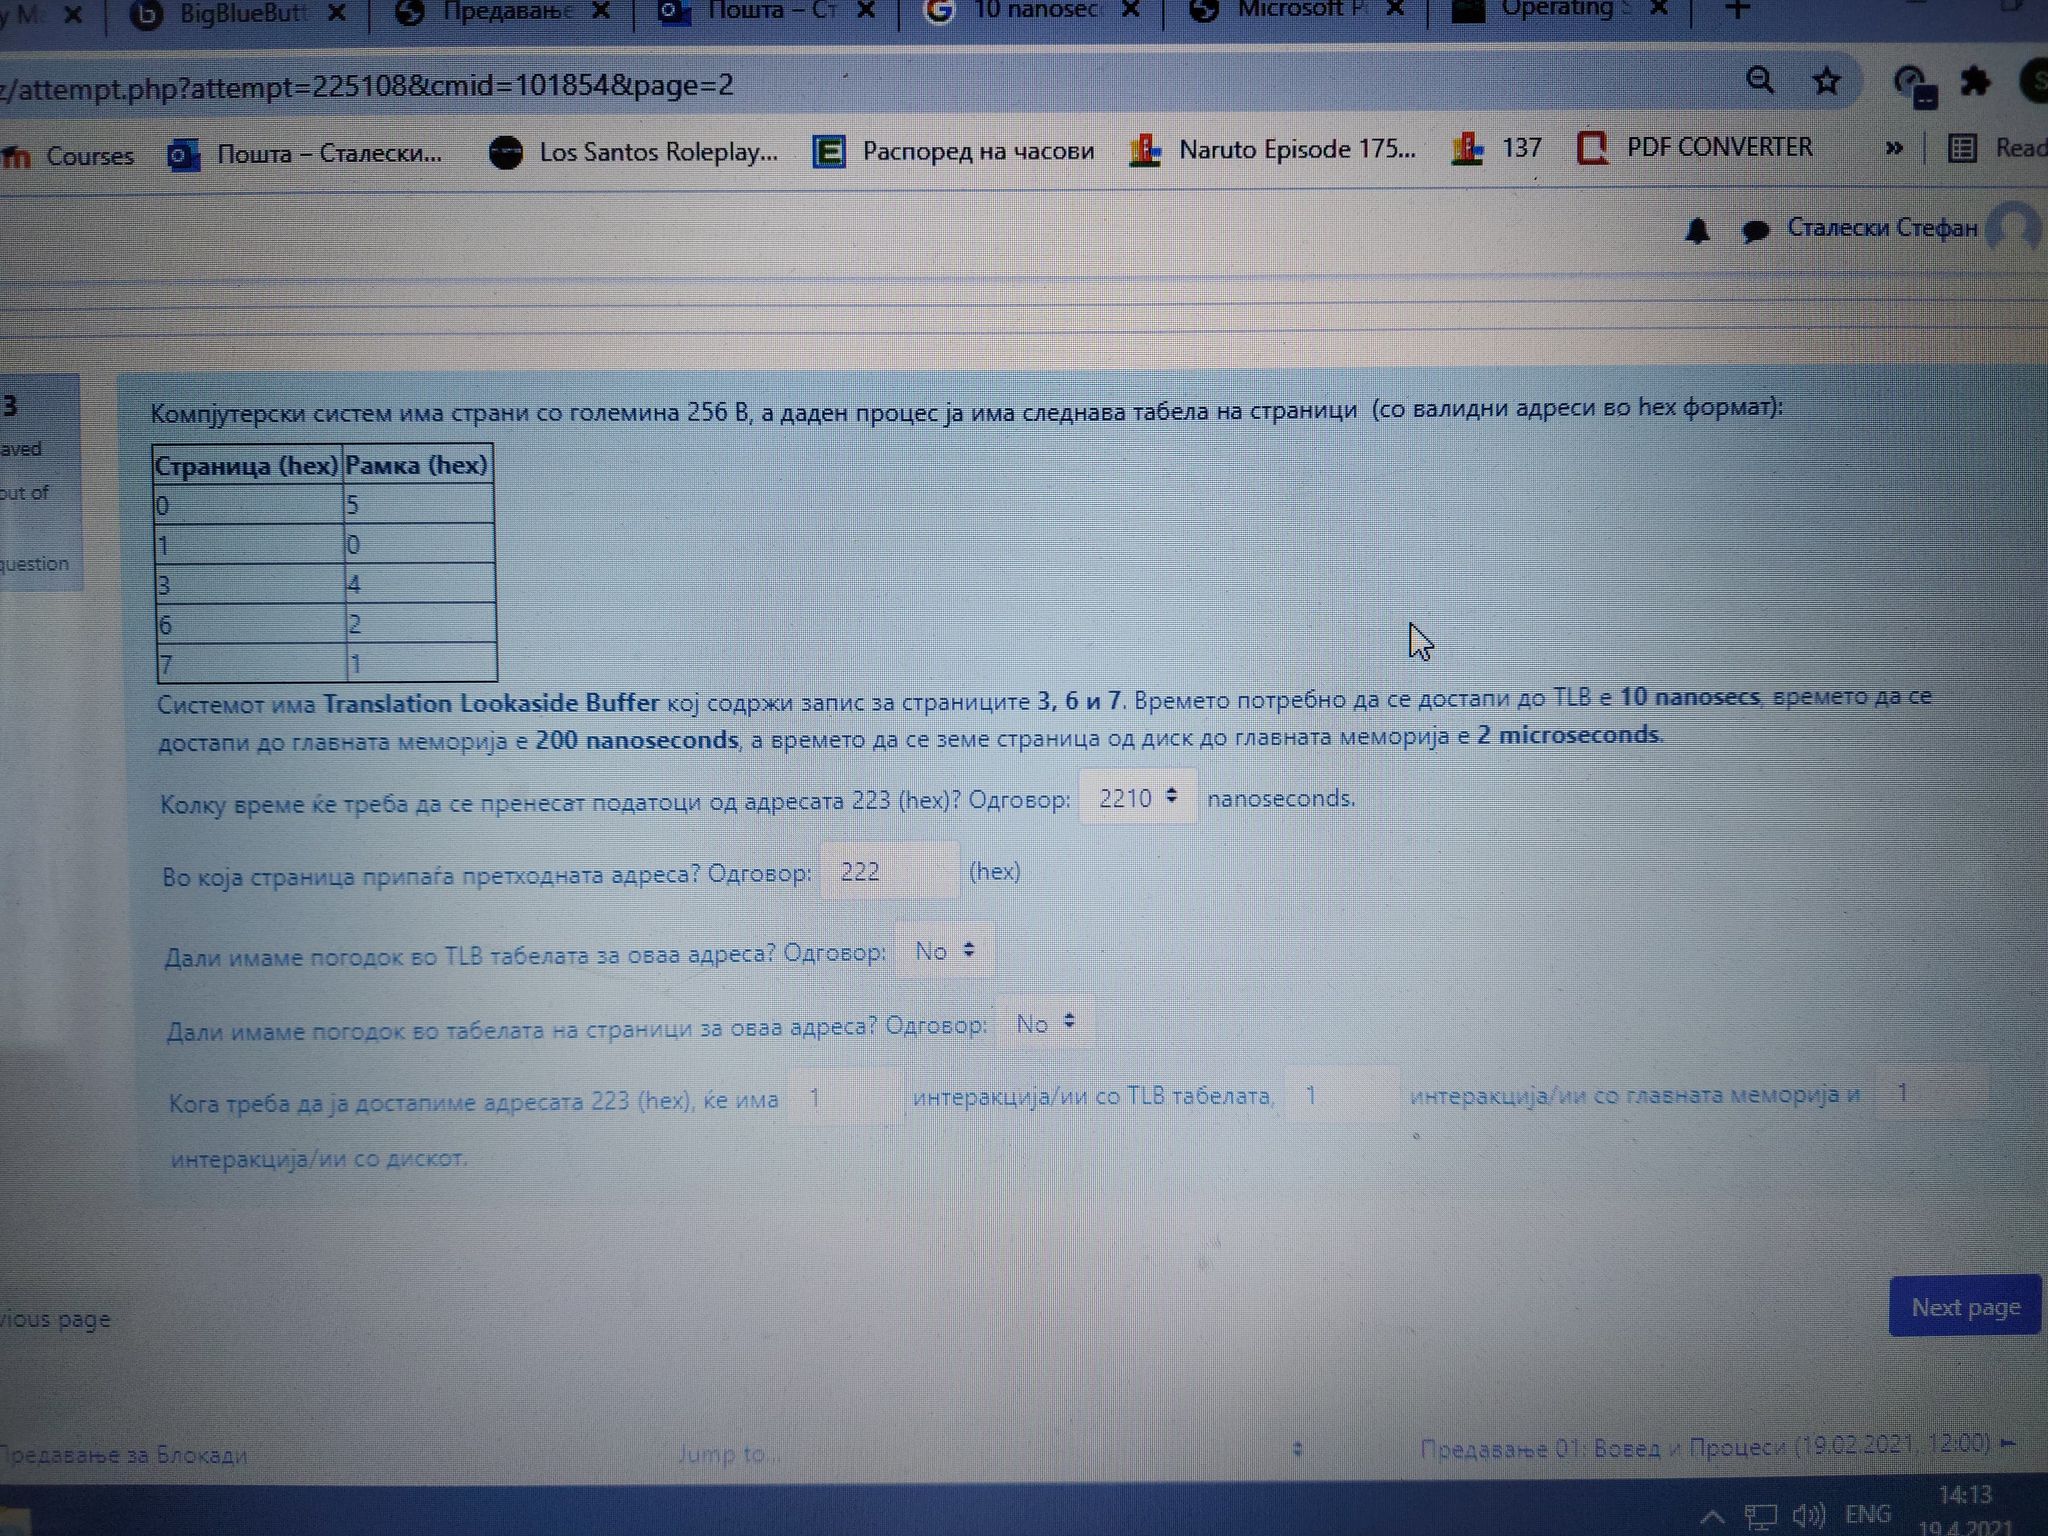 BigBlueButt
Предавање
Пошта – Ст
10 nanosec
Microsoft P
Operating S
z/attempt.php?attempt=225108&cmid=101854&page=2
Courses
Пошта – Сталески...
Los Santos Roleplay...
Распоред на часови
Naruto Episode 175...
137
PDF CONVERTER
»
Read
Сталески Стефан
3
aved
out of
question
Компјутерски систем има страни со големина 256 B, а даден процес ја има следнава табела на страници (со валидни адреси во hex формат):
Страница (hex) Рамка (hex)
0 5
1 0
3 4
6 2
7 1
Системот има Translation Lookaside Buffer кој содржи запис за страниците 3, 6 и 7. Времето потребно да се достапи до TLB е 10 nanosecs, времето да се
достапи до главната меморија е 200 nanoseconds, а времето да се земе страница од диск до главната меморија е 2 microseconds.
Колку време ќе треба да се пренесат податоци од адресата 223 (hex)? Одговор: 2210 nanoseconds.
Во која страница припаѓа претходната адреса? Одговор: 222 (hex)
Дали имаме погодок во TLB табелата за оваа адреса? Одговор: No
Дали имаме погодок во табелата на страници за оваа адреса? Одговор: No
Кога треба да ја достапиме адресата 223 (hex), ќе има 1 интеракција/ии со TLB табелата, 1 интеракција/ии со главната меморија и 1
интеракција/ии со дискот.
vious page
Next page
Предавање за Блокади
Jump to...
Предавање 01: Вовед и Процеси (19.02.2021, 12:00)
14:13
ENG
19.4.2021